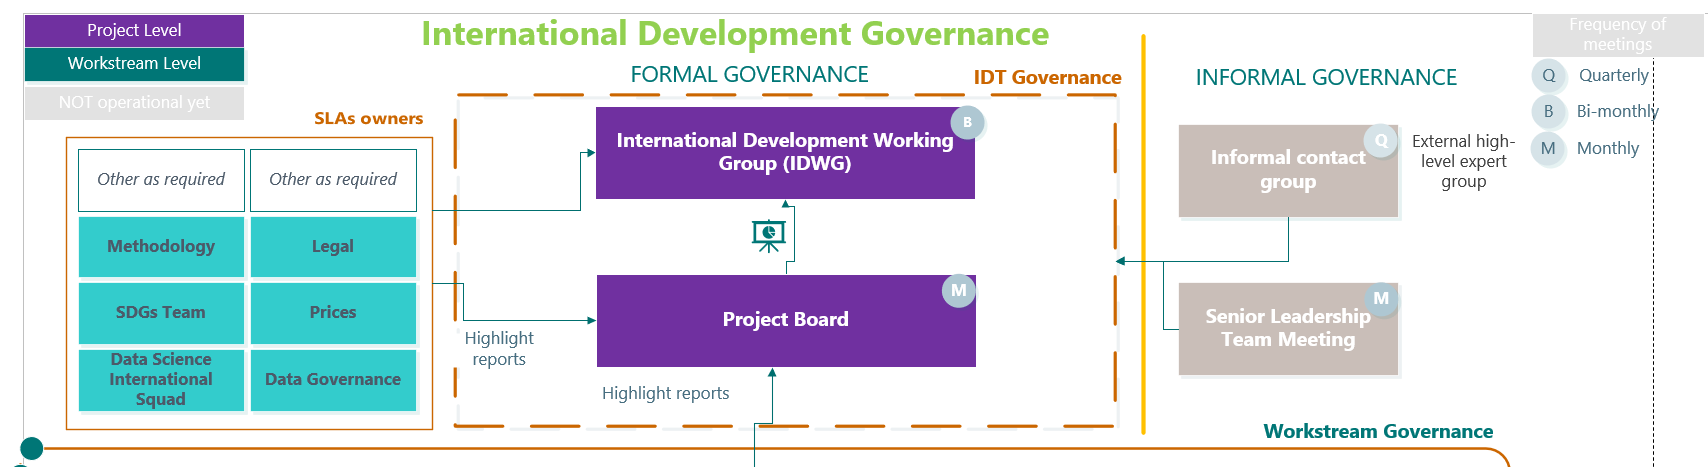 Project Level
Workstream Level
NOT operational yet
International Development Governance
FORMAL GOVERNANCE
IDT Governance
INFORMAL GOVERNANCE
Frequency of
meetings
Q Quarterly
B Bi-monthly
M Monthly
SLAs owners
Other as required
Other as required
Methodology
Legal
SDGs Team
Prices
Data Science
International
Squad
Data Governance
International Development Working
Group (IDWG)
B
Project Board
M
Highlight
reports
Highlight reports
Informal contact
group
Q
External high-
level expert
group
Senior Leadership
Team Meeting
M
Workstream Governance